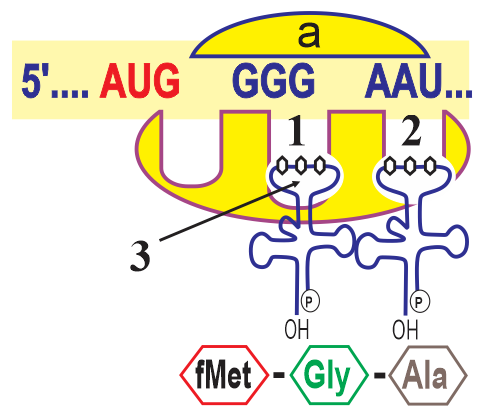 a
5'.... AUG GGG AAU...
1 2
3
P P
OH OH
fMet - Gly - Ala